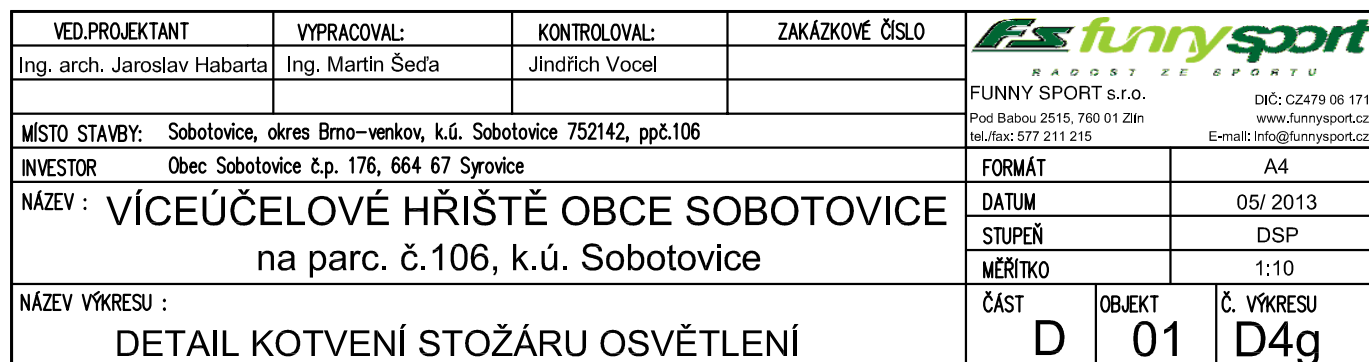 VED.PROJEKTANT VYPRACOVAL: KONTROLOVAL: ZAKÁZKOVÉ ČÍSLO
Ing. arch. Jaroslav Habarta Ing. Martin Šeďa Jindřich Vocel
MÍSTO STAVBY: Sobotovice, okres Brno-venkov, k.ú. Sobotovice 752142, ppč.106
INVESTOR Obec Sobotovice č.p. 176, 664 67 Syrovice
NÁZEV : VÍCEÚČELOVÉ HŘIŠTĚ OBCE SOBOTOVICE
na parc. č.106, k.ú. Sobotovice
NÁZEV VÝKRESU :
DETAIL KOTVENÍ STOŽÁRU OSVĚTLENÍ
Fs funnysport
RADOST ZE SPORTU
FUNNY SPORT s.r.o. DIČ: CZ479 06 171
Pod Babou 2515, 760 01 Zlín www.funnysport.cz
tel./fax: 577 211 215 E-mail: Info@funnysport.cz
FORMÁT A4
DATUM 05/ 2013
STUPEŇ DSP
MĚŘÍTKO 1:10
ČÁST OBJEKT Č. VÝKRESU
D 01 D4g